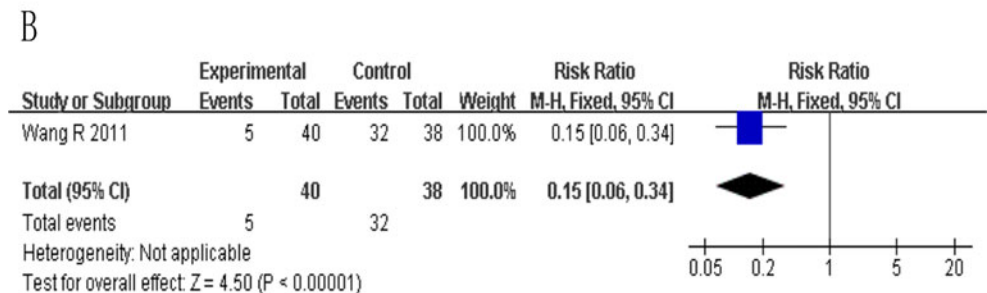 B
Experimental Control Risk Ratio Risk Ratio
Study or Subgroup Events Total Events Total Weight M-H, Fixed, 95% CI M-H, Fixed, 95% CI
Wang R 2011 5 40 32 38 100.0% 0.15 [0.06, 0.34]
Total (95% CI) 40 38 100.0% 0.15 [0.06, 0.34]
Total events 5 32
Heterogeneity: Not applicable
Test for overall effect: Z = 4.50 (P < 0.00001)
0.05 0.2 1 5 20